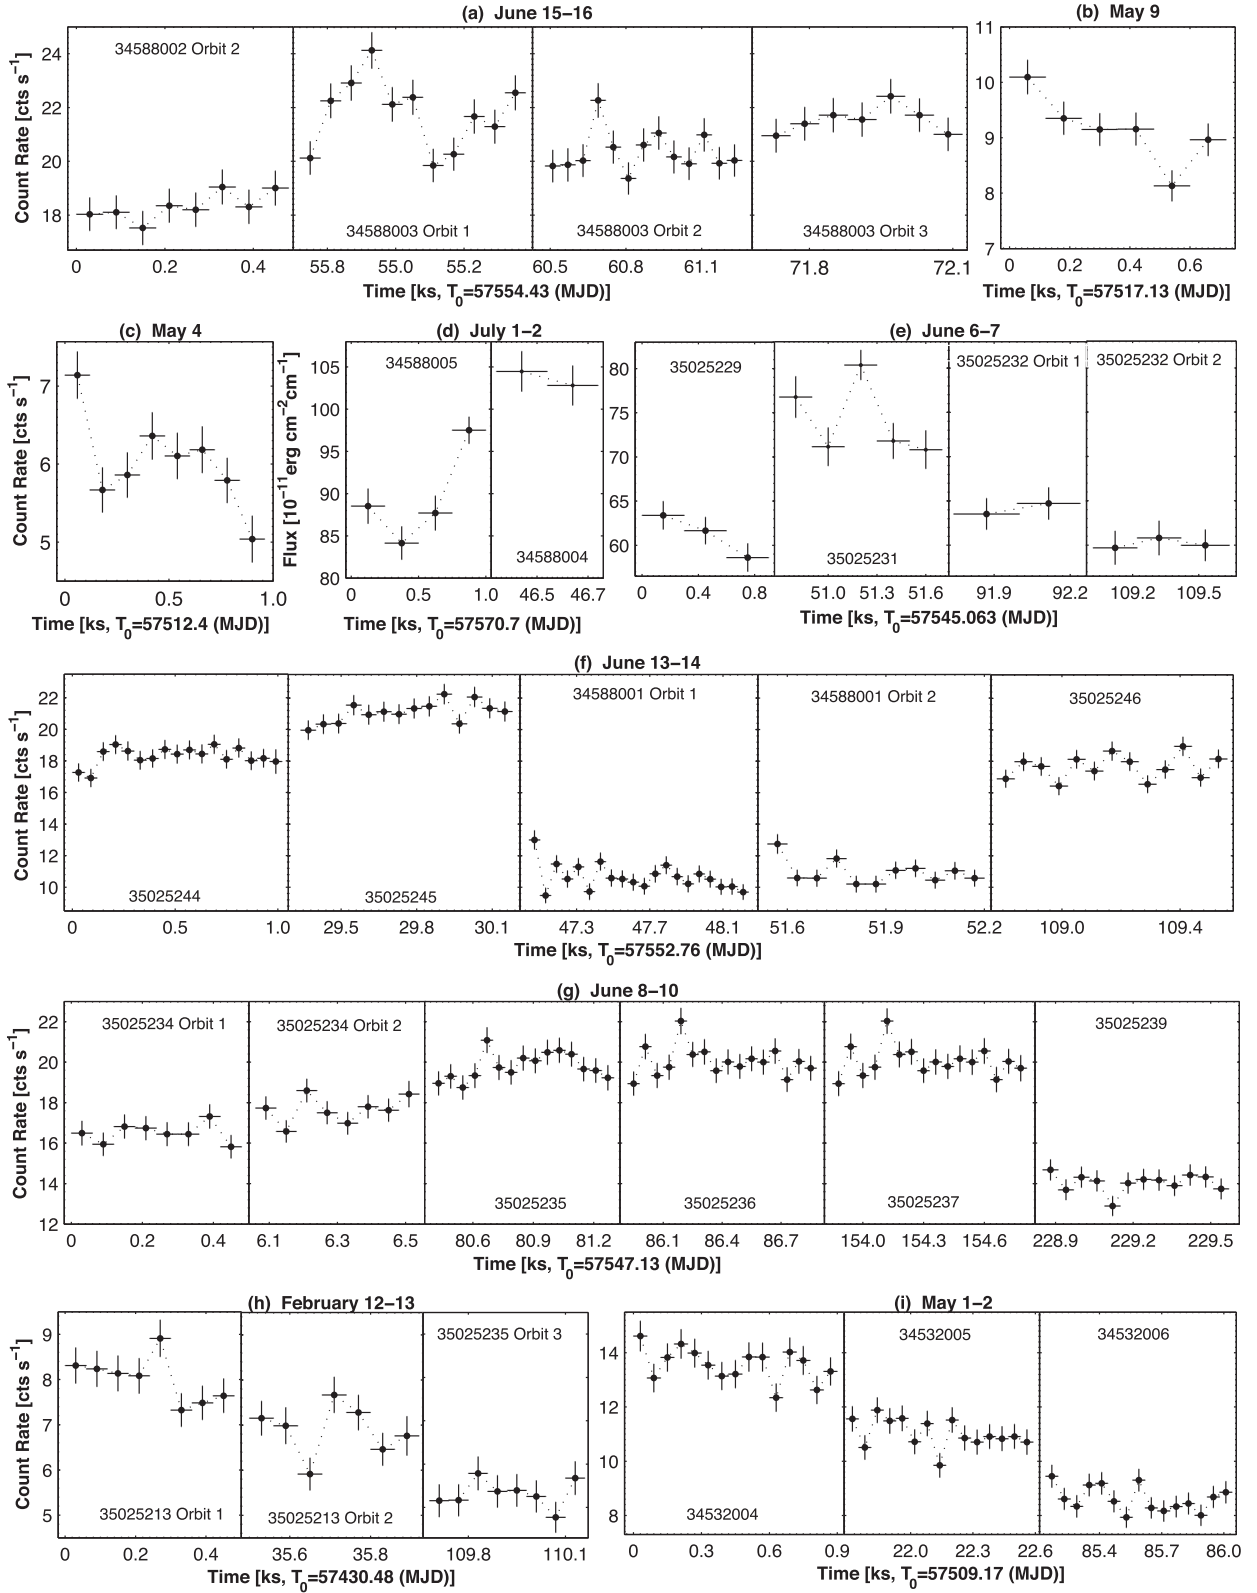 (a) June 15−16
(b) May 9
Count Rate [cts s⁻¹]
24
22
20
18
34588002 Orbit 2
34588003 Orbit 1
34588003 Orbit 2
34588003 Orbit 3
0 0.2 0.4 55.8 55.0 55.2 60.5 60.8 61.1 71.8 72.1
Time [ks, T₀=57554.43 (MJD)]
11
10
9
8
7
0 0.2 0.4 0.6
Time [ks, T₀=57517.13 (MJD)]
(c) May 4
Count Rate [cts s⁻¹]
7
6
5
0 0.5 1.0
Time [ks, T₀=57512.4 (MJD)]
(d) July 1−2
Flux [10⁻¹¹erg cm⁻²cm⁻¹]
105
100
95
90
85
80
34588005
34588004
0 0.5 1.0 46.5 46.7
Time [ks, T₀=57570.7 (MJD)]
(e) June 6−7
80
75
70
65
60
35025229
35025231
35025232 Orbit 1
35025232 Orbit 2
0 0.4 0.8 51.0 51.3 51.6 91.9 92.2 109.2 109.5
Time [ks, T₀=57545.063 (MJD)]
(f) June 13−14
Count Rate [cts s⁻¹]
22
20
18
16
14
12
10
35025244
35025245
34588001 Orbit 1
34588001 Orbit 2
35025246
0 0.5 1.0 29.5 29.8 30.1 47.3 47.7 48.1 51.6 51.9 52.2 109.0 109.4
Time [ks, T₀=57552.76 (MJD)]
(g) June 8−10
Count Rate [cts s⁻¹]
22
20
18
16
14
12
35025234 Orbit 1
35025234 Orbit 2
35025235
35025236
35025237
35025239
0 0.2 0.4 6.1 6.3 6.5 80.6 80.9 81.2 86.1 86.4 86.7 154.0 154.3 154.6 228.9 229.2 229.5
Time [ks, T₀=57547.13 (MJD)]
(h) February 12−13
Count Rate [cts s⁻¹]
9
8
7
6
5
35025213 Orbit 1
35025213 Orbit 2
35025235 Orbit 3
0 0.2 0.4 35.6 35.8 109.8 110.1
Time [ks, T₀=57430.48 (MJD)]
(i) May 1−2
14
12
10
8
34532004
34532005
34532006
0 0.3 0.6 0.9 22.0 22.3 22.6 85.4 85.7 86.0
Time [ks, T₀=57509.17 (MJD)]